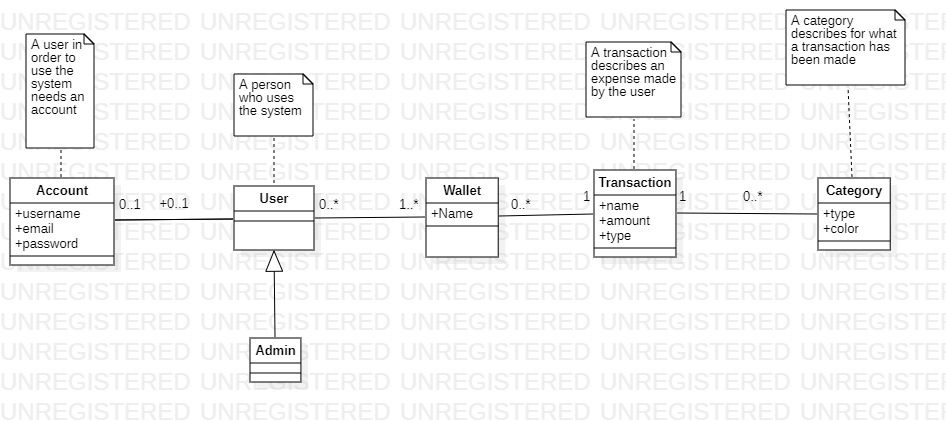 A user in
order to
use the
system
needs an
account
A person
who uses
the system
A transaction
describes an
expense made
by the user
A category
describes for what
a transaction has
been made
Account
+username
+email
+password
0..1
+0..1
User
0..*
1..*
Wallet
+Name
0..*
1
Transaction
+name
+amount
+type
1
0..*
Category
+type
+color
Admin
UNREGISTERED UNREGISTERED UNREGISTERED UNREGISTERED UNREGISTERED